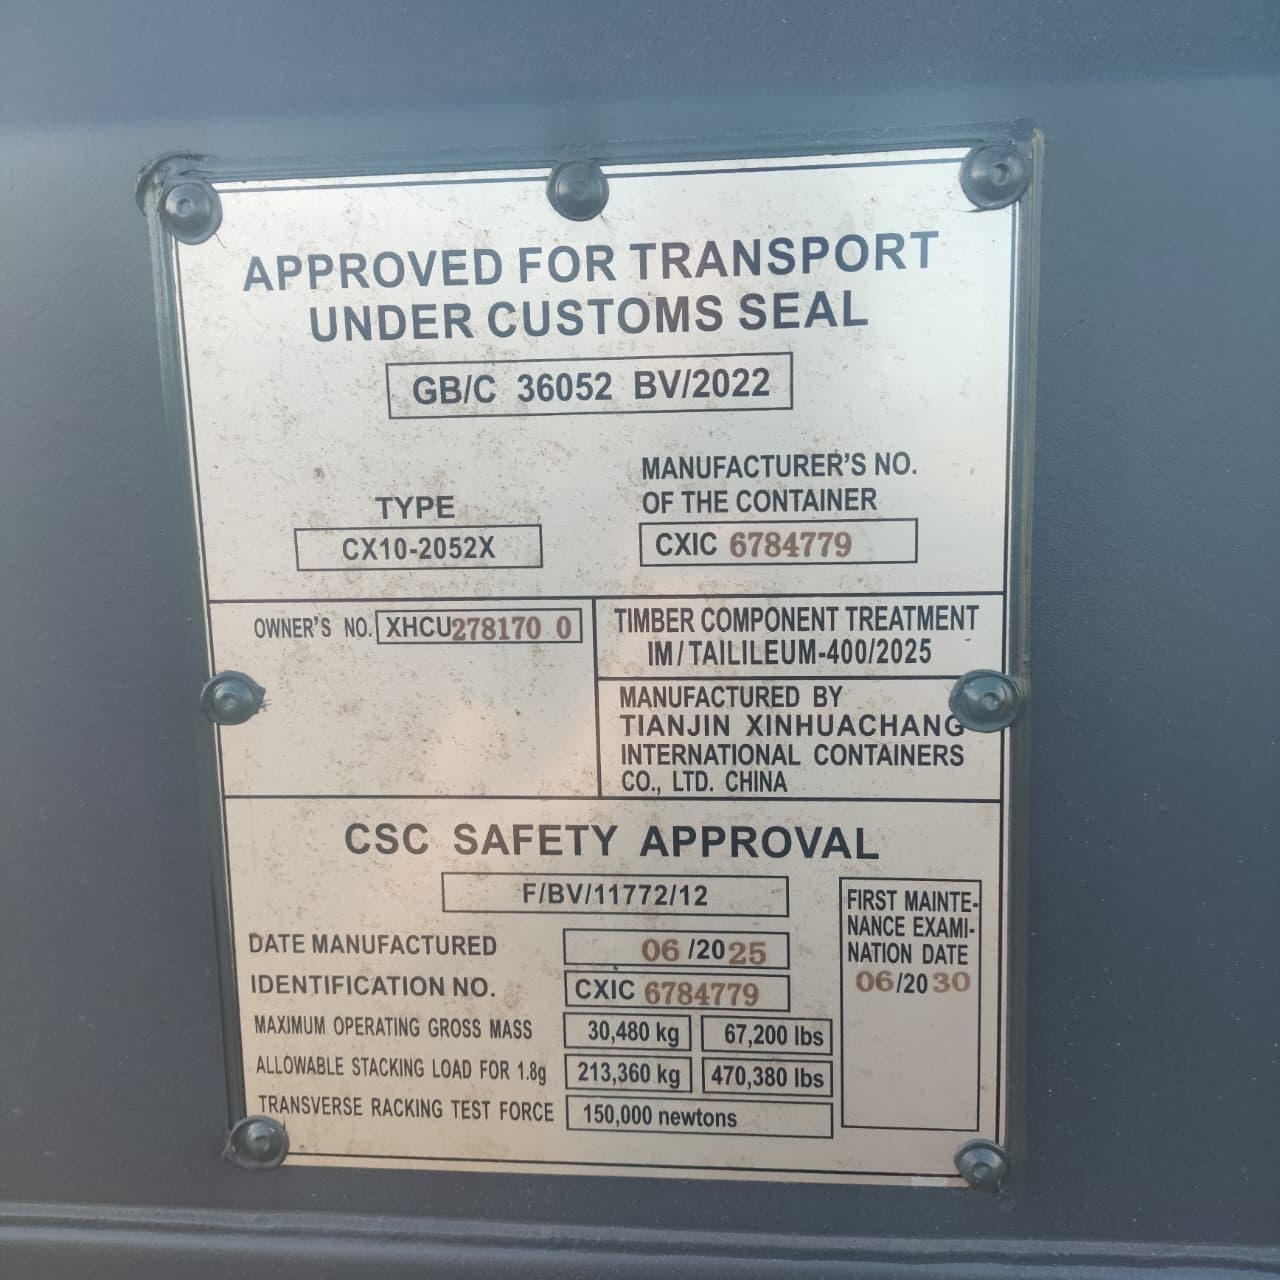 APPROVED FOR TRANSPORT
UNDER CUSTOMS SEAL
GB/C 36052 BV/2022
TYPE
CX10-2052X
MANUFACTURER'S NO.
OF THE CONTAINER
CXIC 6784779
OWNER'S NO. XHCU278170 0
TIMBER COMPONENT TREATMENT
IM/TAILILEUM-400/2025
MANUFACTURED BY
TIANJIN XINHUACHANG
INTERNATIONAL CONTAINERS
CO., LTD. CHINA
CSC SAFETY APPROVAL
F/BV/11772/12
DATE MANUFACTURED 06/2025
IDENTIFICATION NO. CXIC 6784779
MAXIMUM OPERATING GROSS MASS 30,480 kg 67,200 lbs
ALLOWABLE STACKING LOAD FOR 1.8g 213,360 kg 470,380 lbs
TRANSVERSE RACKING TEST FORCE 150,000 newtons
FIRST MAINTE-
NANCE EXAMI-
NATION DATE
06/2030